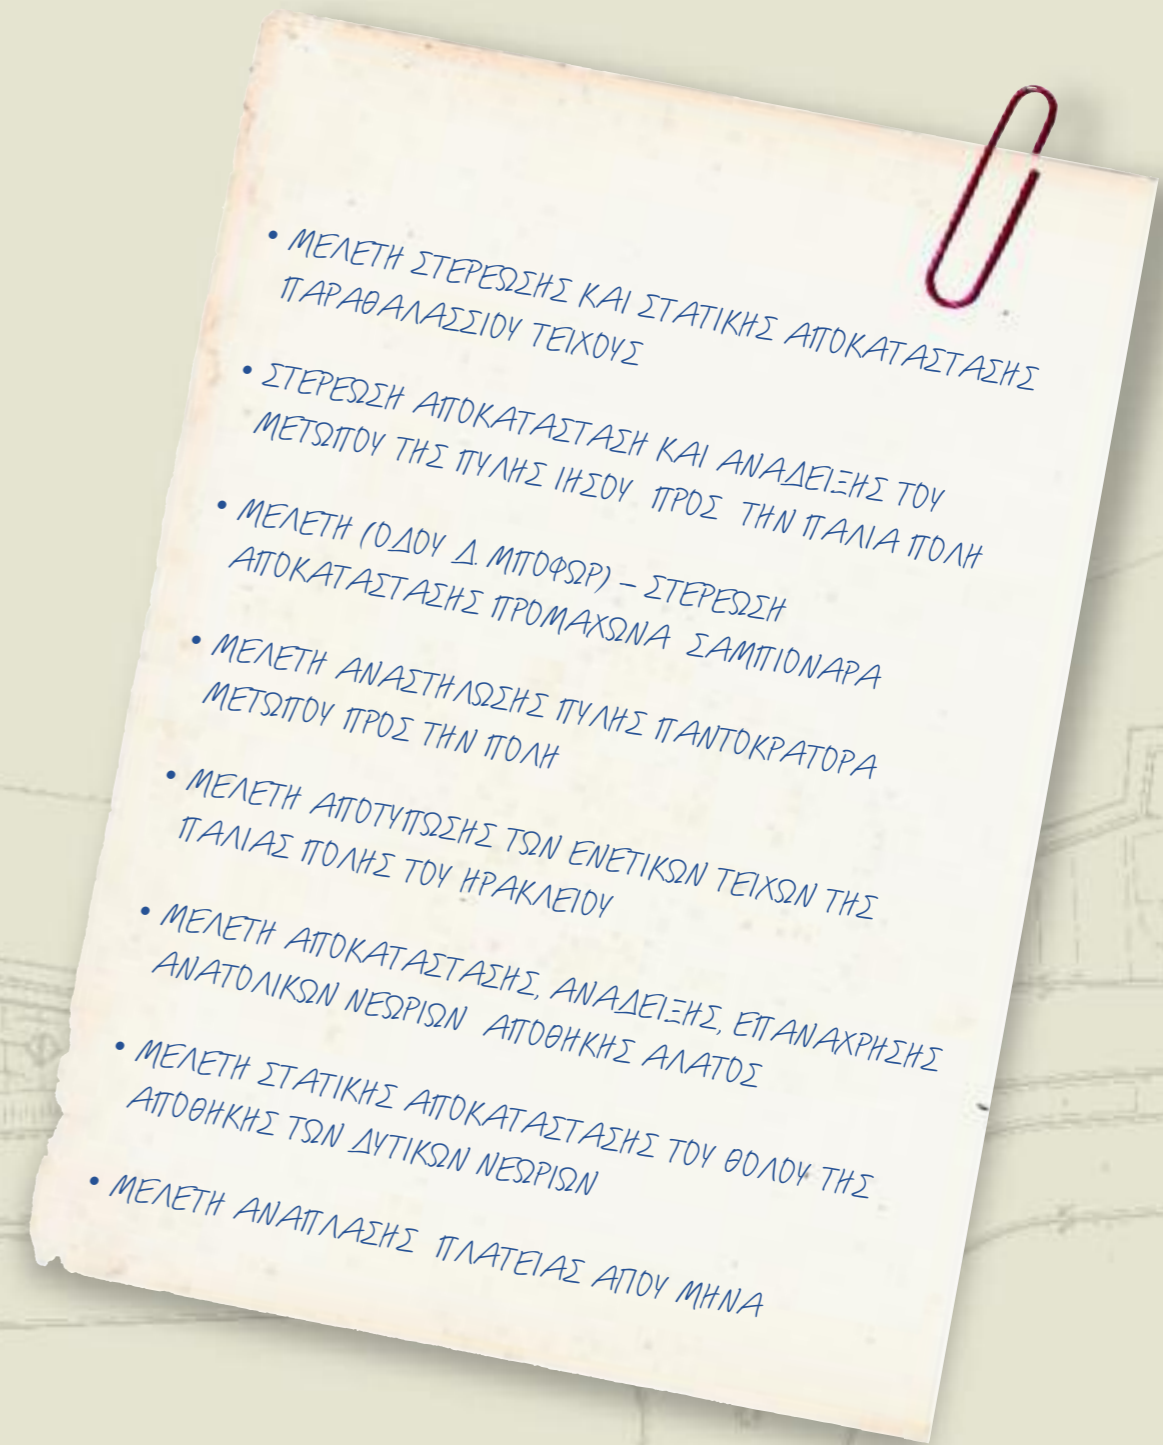 • ΜΕΛΕΤΗ ΣΤΕΡΕΩΣΗΣ ΚΑΙ ΣΤΑΤΙΚΗΣ ΑΠΟΚΑΤΑΣΤΑΣΗΣ
ΠΑΡΑΘΑΛΑΣΣΙΟΥ ΤΕΙΧΟΥΣ
• ΣΤΕΡΕΩΣΗ ΑΠΟΚΑΤΑΣΤΑΣΗ ΚΑΙ ΑΝΑΔΕΙΞΗΣ ΤΟΥ
ΜΕΤΩΠΟΥ ΤΗΣ ΠΥΛΗΣ ΙΗΣΟΥ ΠΡΟΣ ΤΗΝ ΠΑΛΙΑ ΠΟΛΗ
• ΜΕΛΕΤΗ (ΟΔΟΥ Δ. ΜΠΟΦΩΡ) – ΣΤΕΡΕΩΣΗ
ΑΠΟΚΑΤΑΣΤΑΣΗΣ ΠΡΟΜΑΧΩΝΑ ΣΑΜΠΙΟΝΑΡΑ
• ΜΕΛΕΤΗ ΑΝΑΣΤΗΛΩΣΗΣ ΠΥΛΗΣ ΠΑΝΤΟΚΡΑΤΟΡΑ
ΜΕΤΩΠΟΥ ΠΡΟΣ ΤΗΝ ΠΟΛΗ
• ΜΕΛΕΤΗ ΑΠΟΤΥΠΩΣΗΣ ΤΩΝ ΕΝΕΤΙΚΩΝ ΤΕΙΧΩΝ ΤΗΣ
ΠΑΛΙΑΣ ΠΟΛΗΣ ΤΟΥ ΗΡΑΚΛΕΙΟΥ
• ΜΕΛΕΤΗ ΑΠΟΚΑΤΑΣΤΑΣΗΣ, ΑΝΑΔΕΙΞΗΣ, ΕΠΑΝΑΧΡΗΣΗΣ
ΑΝΑΤΟΛΙΚΩΝ ΝΕΩΡΙΩΝ ΑΠΟΘΗΚΗΣ ΑΛΑΤΟΣ
• ΜΕΛΕΤΗ ΣΤΑΤΙΚΗΣ ΑΠΟΚΑΤΑΣΤΑΣΗΣ ΤΟΥ ΘΟΛΟΥ ΤΗΣ
ΑΠΟΘΗΚΗΣ ΤΩΝ ΔΥΤΙΚΩΝ ΝΕΩΡΙΩΝ
• ΜΕΛΕΤΗ ΑΝΑΠΛΑΣΗΣ ΠΛΑΤΕΙΑΣ ΑΠΟΥ ΜΗΝΑ